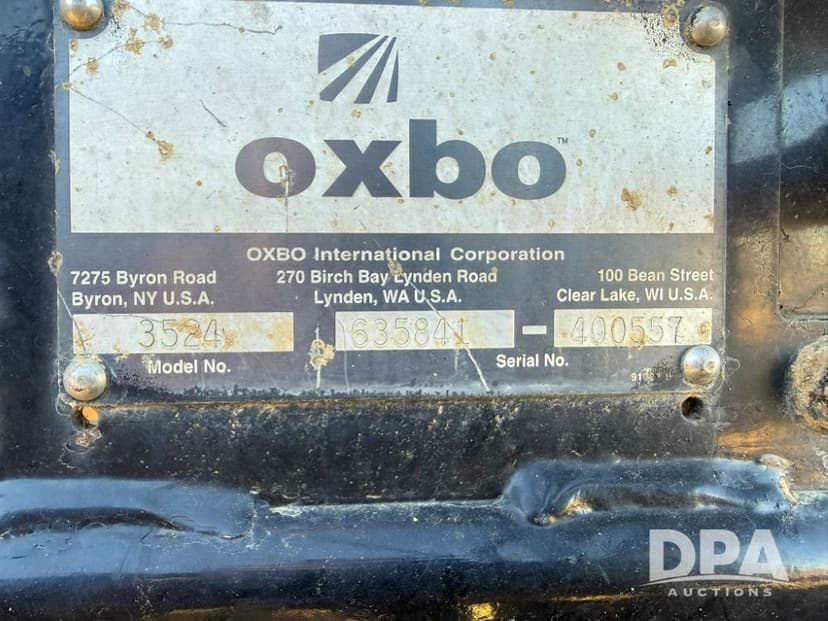 oxbo™
OXBO International Corporation
7275 Byron Road 270 Birch Bay Lynden Road 100 Bean Street
Byron, NY U.S.A. Lynden, WA U.S.A. Clear Lake, WI U.S.A.
3524 635841 - 400557
Model No. Serial No.
DPA
AUCTIONS